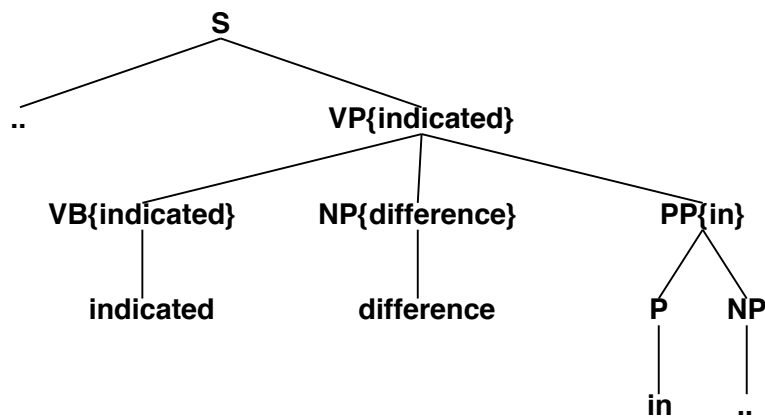 S
.. VP{indicated}
VB{indicated} NP{difference} PP{in}
indicated difference P NP
in ..